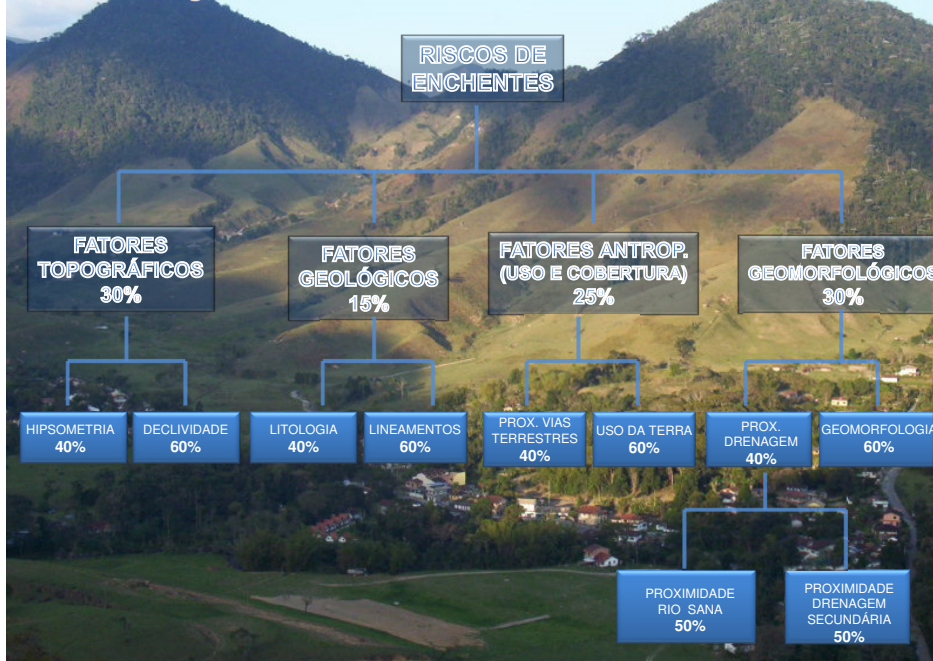 RISCOS DE
ENCHENTES
FATORES
TOPOGRÁFICOS
30%
FATORES
GEOLÓGICOS
15%
FATORES ANTROP.
(USO E COBERTURA)
25%
FATORES
GEOMORFOLÓGICOS
30%
HIPSOMETRIA
40%
DECLIVIDADE
60%
LITOLOGIA
40%
LINEAMENTOS
60%
PROX. VIAS
TERRESTRES
40%
USO DA TERRA
60%
PROX.
DRENAGEM
40%
GEOMORFOLOGIA
60%
PROXIMIDADE
RIO SANA
50%
PROXIMIDADE
DRENAGEM
SECUNDÁRIA
50%